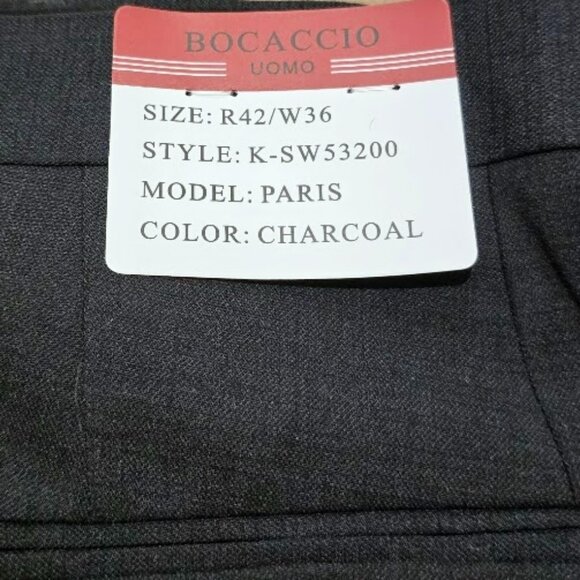 BOCACCIO
UOMO
SIZE: R42/W36
STYLE: K-SW53200
MODEL: PARIS
COLOR: CHARCOAL